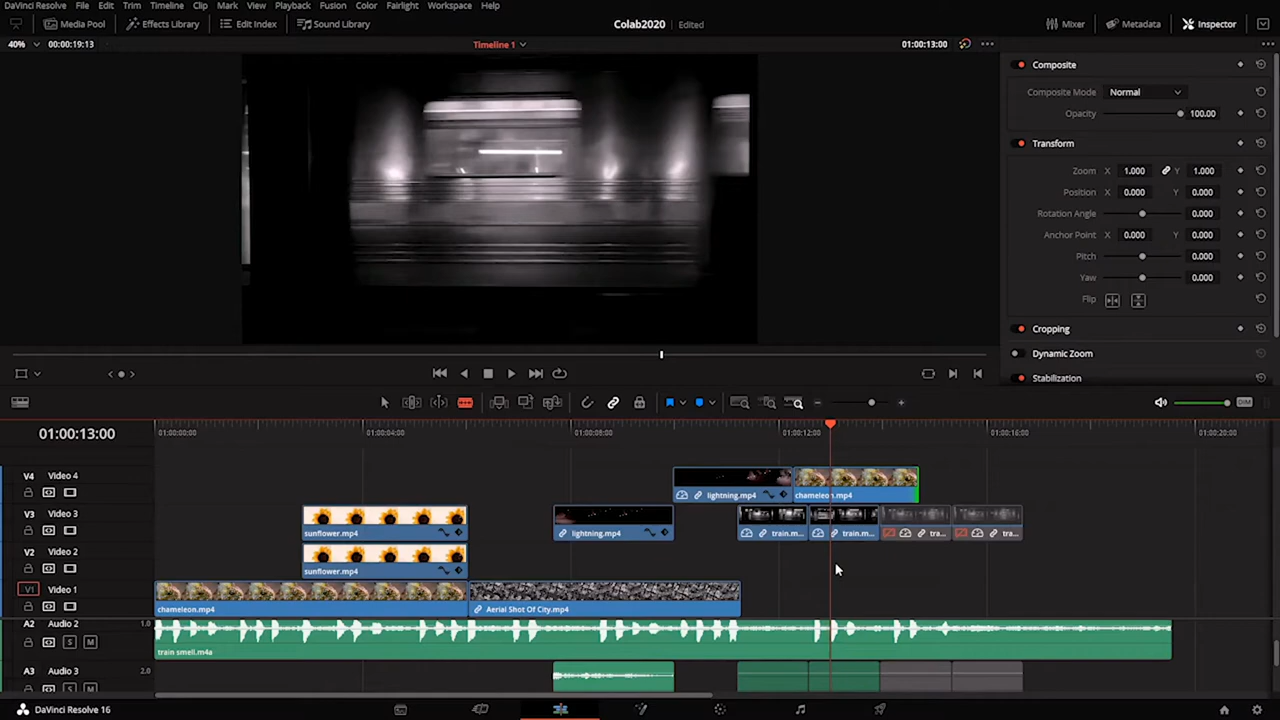 DaVinci Resolve File Edit Trim Timeline Clip Mark View Playback Fusion Color Fairlight Workspace Help
Media Pool Effects Library Edit Index Sound Library Colab2020 Edited Mixer Metadata Inspector
40% 00:00:19:13 Timeline 1 01:00:13:00
Composite
Composite Mode Normal
Opacity 100.00
Transform
Zoom X 1.000 Y 1.000
Position X 0.000 Y 0.000
Rotation Angle 0.000
Anchor Point X 0.000 Y 0.000
Pitch 0.000
Yaw 0.000
Flip
Cropping
Dynamic Zoom
Stabilization
DIM
01:00:13:00 01:00:00:00 01:00:04:00 01:00:08:00 01:00:12:00 01:00:16:00 01:00:20:00
V4 Video 4
lightning.mp4 chameleon.mp4
V3 Video 3
sunflower.mp4 lightning.mp4 train.m... train.m... tra... tra...
V2 Video 2
sunflower.mp4
V1 Video 1
chameleon.mp4 Aerial Shot Of City.mp4
A2 Audio 2 1.0
S M
train smell.m4a
A3 Audio 3 2.0
S M
DaVinci Resolve 16